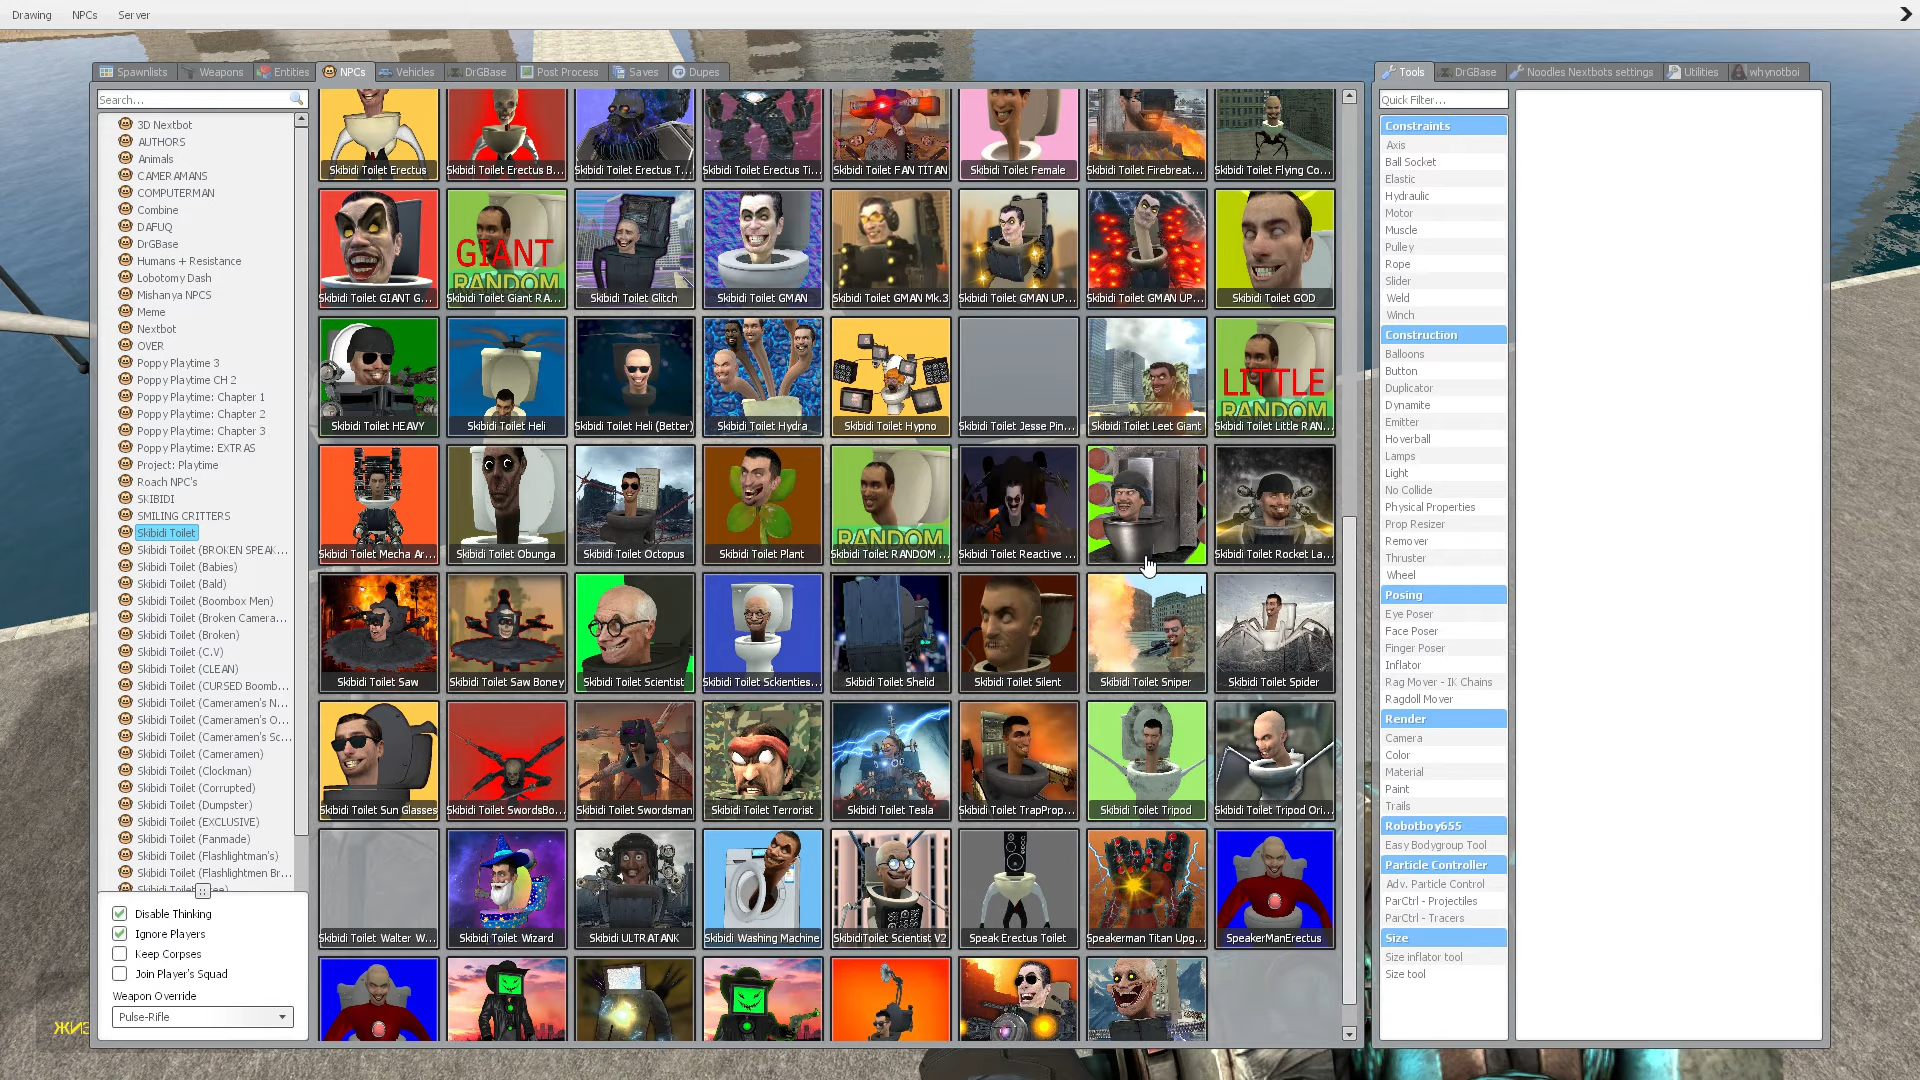 Drawing NPCs Server
Spawnlists Weapons Entities NPCs Vehicles DrGBase Post Process Saves Dupes
Tools DrGBase Noodles Nextbots settings Utilities whynotboi
Search...
3D Nextbot
AUTHORS
Animals
CAMERAMANS
COMPUTERMAN
Combine
DAFUQ
DrGBase
Humans + Resistance
Lobotomy Dash
Mishanya NPCS
Meme
Nextbot
OVER
Poppy Playtime 3
Poppy Playtime CH 2
Poppy Playtime: Chapter 1
Poppy Playtime: Chapter 2
Poppy Playtime: Chapter 3
Poppy Playtime: EXTRAS
Project: Playtime
Roach NPC's
SKIBIDI
SMILING CRITTERS
Skibidi Toilet
Skibidi Toilet (BROKEN SPEAK...
Skibidi Toilet (Babies)
Skibidi Toilet (Bald)
Skibidi Toilet (Boombox Men)
Skibidi Toilet (Broken Camera...
Skibidi Toilet (Broken)
Skibidi Toilet (C.V)
Skibidi Toilet (CLEAN)
Skibidi Toilet (CURSED Boomb...
Skibidi Toilet (Cameramen's N...
Skibidi Toilet (Cameramen's O...
Skibidi Toilet (Cameramen's Sc...
Skibidi Toilet (Cameramen)
Skibidi Toilet (Clockman)
Skibidi Toilet (Corrupted)
Skibidi Toilet (Dumpster)
Skibidi Toilet (EXCLUSIVE)
Skibidi Toilet (Fanmade)
Skibidi Toilet (Flashlightman's)
Skibidi Toilet (Flashlightmen Br...
Disable Thinking
Ignore Players
Keep Corpses
Join Player's Squad
Weapon Override
Pulse-Rifle
ЖИЗ
Skibidi Toilet Erectus Skibidi Toilet Erectus B... Skibidi Toilet Erectus T... Skibidi Toilet Erectus Ti... Skibidi Toilet FAN TITAN Skibidi Toilet Female Skibidi Toilet Firebreat... Skibidi Toilet Flying Co...
GIANT
RANDOM
Skibidi Toilet GIANT G... Skibidi Toilet Giant RA... Skibidi Toilet Glitch Skibidi Toilet GMAN Skibidi Toilet GMAN Mk.3 Skibidi Toilet GMAN UP... Skibidi Toilet GMAN UP... Skibidi Toilet GOD
LITTLE
RANDOM
Skibidi Toilet HEAVY Skibidi Toilet Heli Skibidi Toilet Heli (Better) Skibidi Toilet Hydra Skibidi Toilet Hypno Skibidi Toilet Jesse Pin... Skibidi Toilet Leet Giant Skibidi Toilet Little RAN...
RANDOM
Skibidi Toilet Mecha Ar... Skibidi Toilet Obunga Skibidi Toilet Octopus Skibidi Toilet Plant Skibidi Toilet RANDOM ... Skibidi Toilet Reactive ... Skibidi Toilet Rocket La...
Skibidi Toilet Saw Skibidi Toilet Saw Boney Skibidi Toilet Scientist Skibidi Toilet Sckienties... Skibidi Toilet Shelid Skibidi Toilet Silent Skibidi Toilet Sniper Skibidi Toilet Spider
Skibidi Toilet Sun Glasses Skibidi Toilet SwordsBo... Skibidi Toilet Swordsman Skibidi Toilet Terrorist Skibidi Toilet Tesla Skibidi Toilet TrapProp... Skibidi Toilet Tripod Skibidi Toilet Tripod Ori...
Skibidi Toilet Walter W... Skibidi Toilet Wizard Skibidi ULTRATANK Skibidi Washing Machine SkibidiToilet Scientist V2 Speak Erectus Toilet Speakerman Titan Upg... SpeakerManErectus
Quick Filter...
Constraints
Axis
Ball Socket
Elastic
Hydraulic
Motor
Muscle
Pulley
Rope
Slider
Weld
Winch
Construction
Balloons
Button
Duplicator
Dynamite
Emitter
Hoverball
Lamps
Light
No Collide
Physical Properties
Prop Resizer
Remover
Thruster
Wheel
Posing
Eye Poser
Face Poser
Finger Poser
Inflator
Rag Mover - IK Chains
Ragdoll Mover
Render
Camera
Color
Material
Paint
Trails
Robotboy655
Easy Bodygroup Tool
Particle Controller
Adv. Particle Control
ParCtrl - Projectiles
ParCtrl - Tracers
Size
Size inflator tool
Size tool